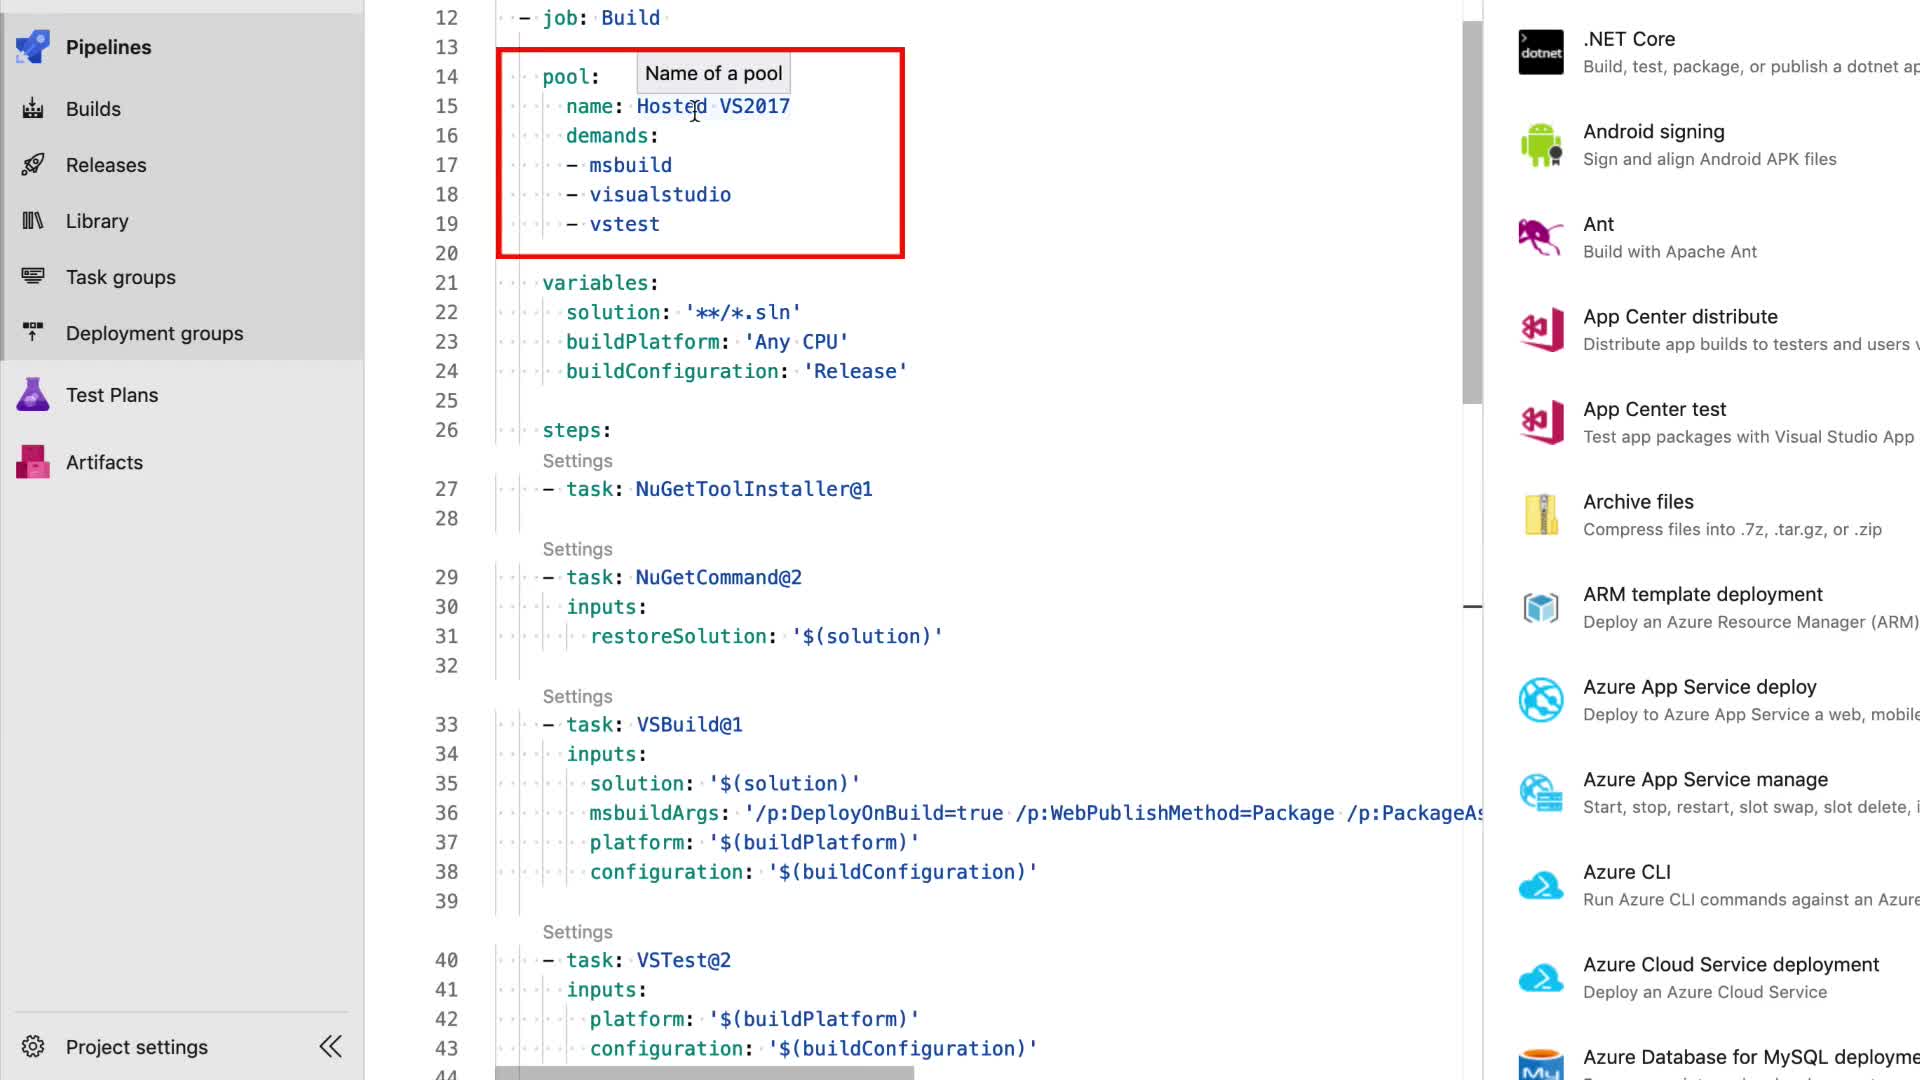 Pipelines
Builds
Releases
Library
Task groups
Deployment groups
Test Plans
Artifacts
Project settings
12 - job: Build
13
14 pool:
Name of a pool
15 name: Hosted VS2017
16 demands:
17 - msbuild
18 - visualstudio
19 - vstest
20
21 variables:
22 solution: '**/*.sln'
23 buildPlatform: 'Any CPU'
24 buildConfiguration: 'Release'
25
26 steps:
Settings
27 - task: NuGetToolInstaller@1
28
Settings
29 - task: NuGetCommand@2
30 inputs:
31 restoreSolution: '$(solution)'
32
Settings
33 - task: VSBuild@1
34 inputs:
35 solution: '$(solution)'
36 msbuildArgs: '/p:DeployOnBuild=true /p:WebPublishMethod=Package /p:PackageAs
37 platform: '$(buildPlatform)'
38 configuration: '$(buildConfiguration)'
39
Settings
40 - task: VSTest@2
41 inputs:
42 platform: '$(buildPlatform)'
43 configuration: '$(buildConfiguration)'
44
dotnet
.NET Core
Build, test, package, or publish a dotnet ap
Android signing
Sign and align Android APK files
Ant
Build with Apache Ant
App Center distribute
Distribute app builds to testers and users v
App Center test
Test app packages with Visual Studio App
Archive files
Compress files into .7z, .tar.gz, or .zip
ARM template deployment
Deploy an Azure Resource Manager (ARM)
Azure App Service deploy
Deploy to Azure App Service a web, mobile
Azure App Service manage
Start, stop, restart, slot swap, slot delete, i
Azure CLI
Run Azure CLI commands against an Azure
Azure Cloud Service deployment
Deploy an Azure Cloud Service
My
Azure Database for MySQL deployme